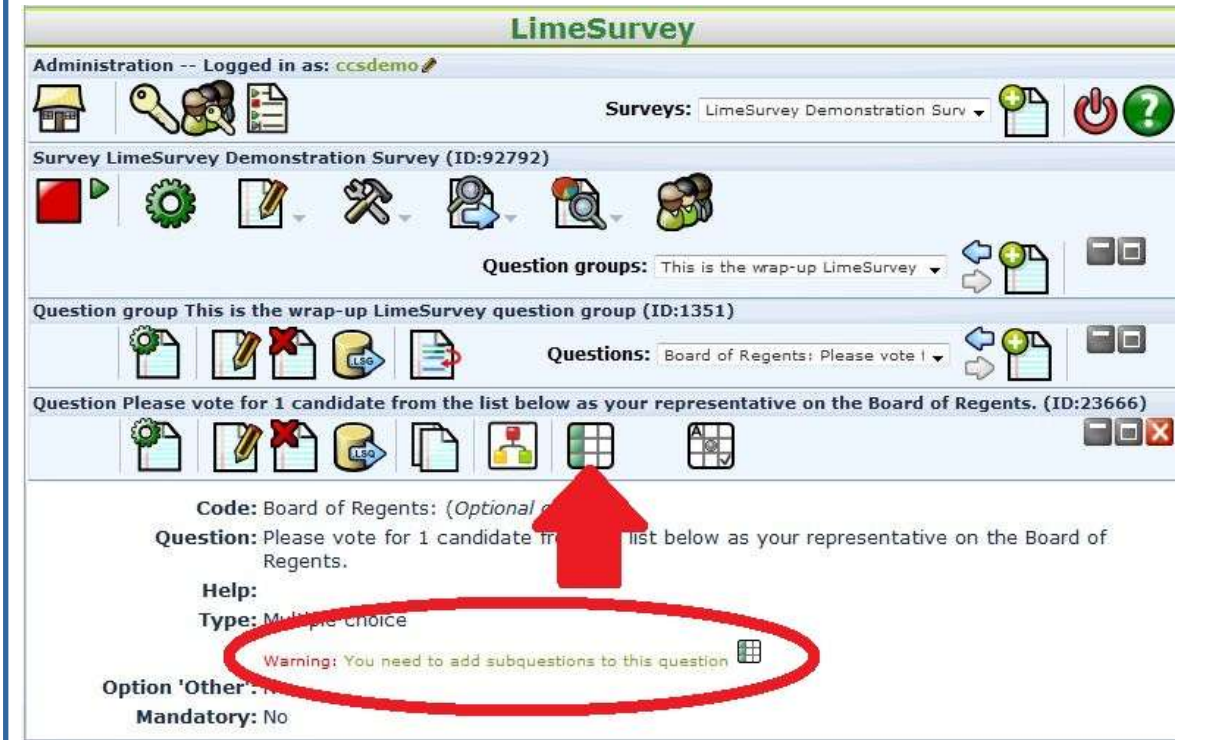 LimeSurvey
Administration -- Logged in as: ccsdemo
Surveys: LimeSurvey Demonstration Surv
Survey LimeSurvey Demonstration Survey (ID:92792)
Question groups: This is the wrap-up LimeSurvey
Question group This is the wrap-up LimeSurvey question group (ID:1351)
.LSG
Questions: Board of Regents: Please vote
Question Please vote for 1 candidate from the list below as your representative on the Board of Regents. (ID:23666)
.LSQ
Code: Board of Regents: (Optional
Question: Please vote for 1 candidate list below as your representative on the Board of
Regents.
Help:
Type: Multiple choice
Warning: You need to add subquestions to this question
Option 'Other':
Mandatory: No